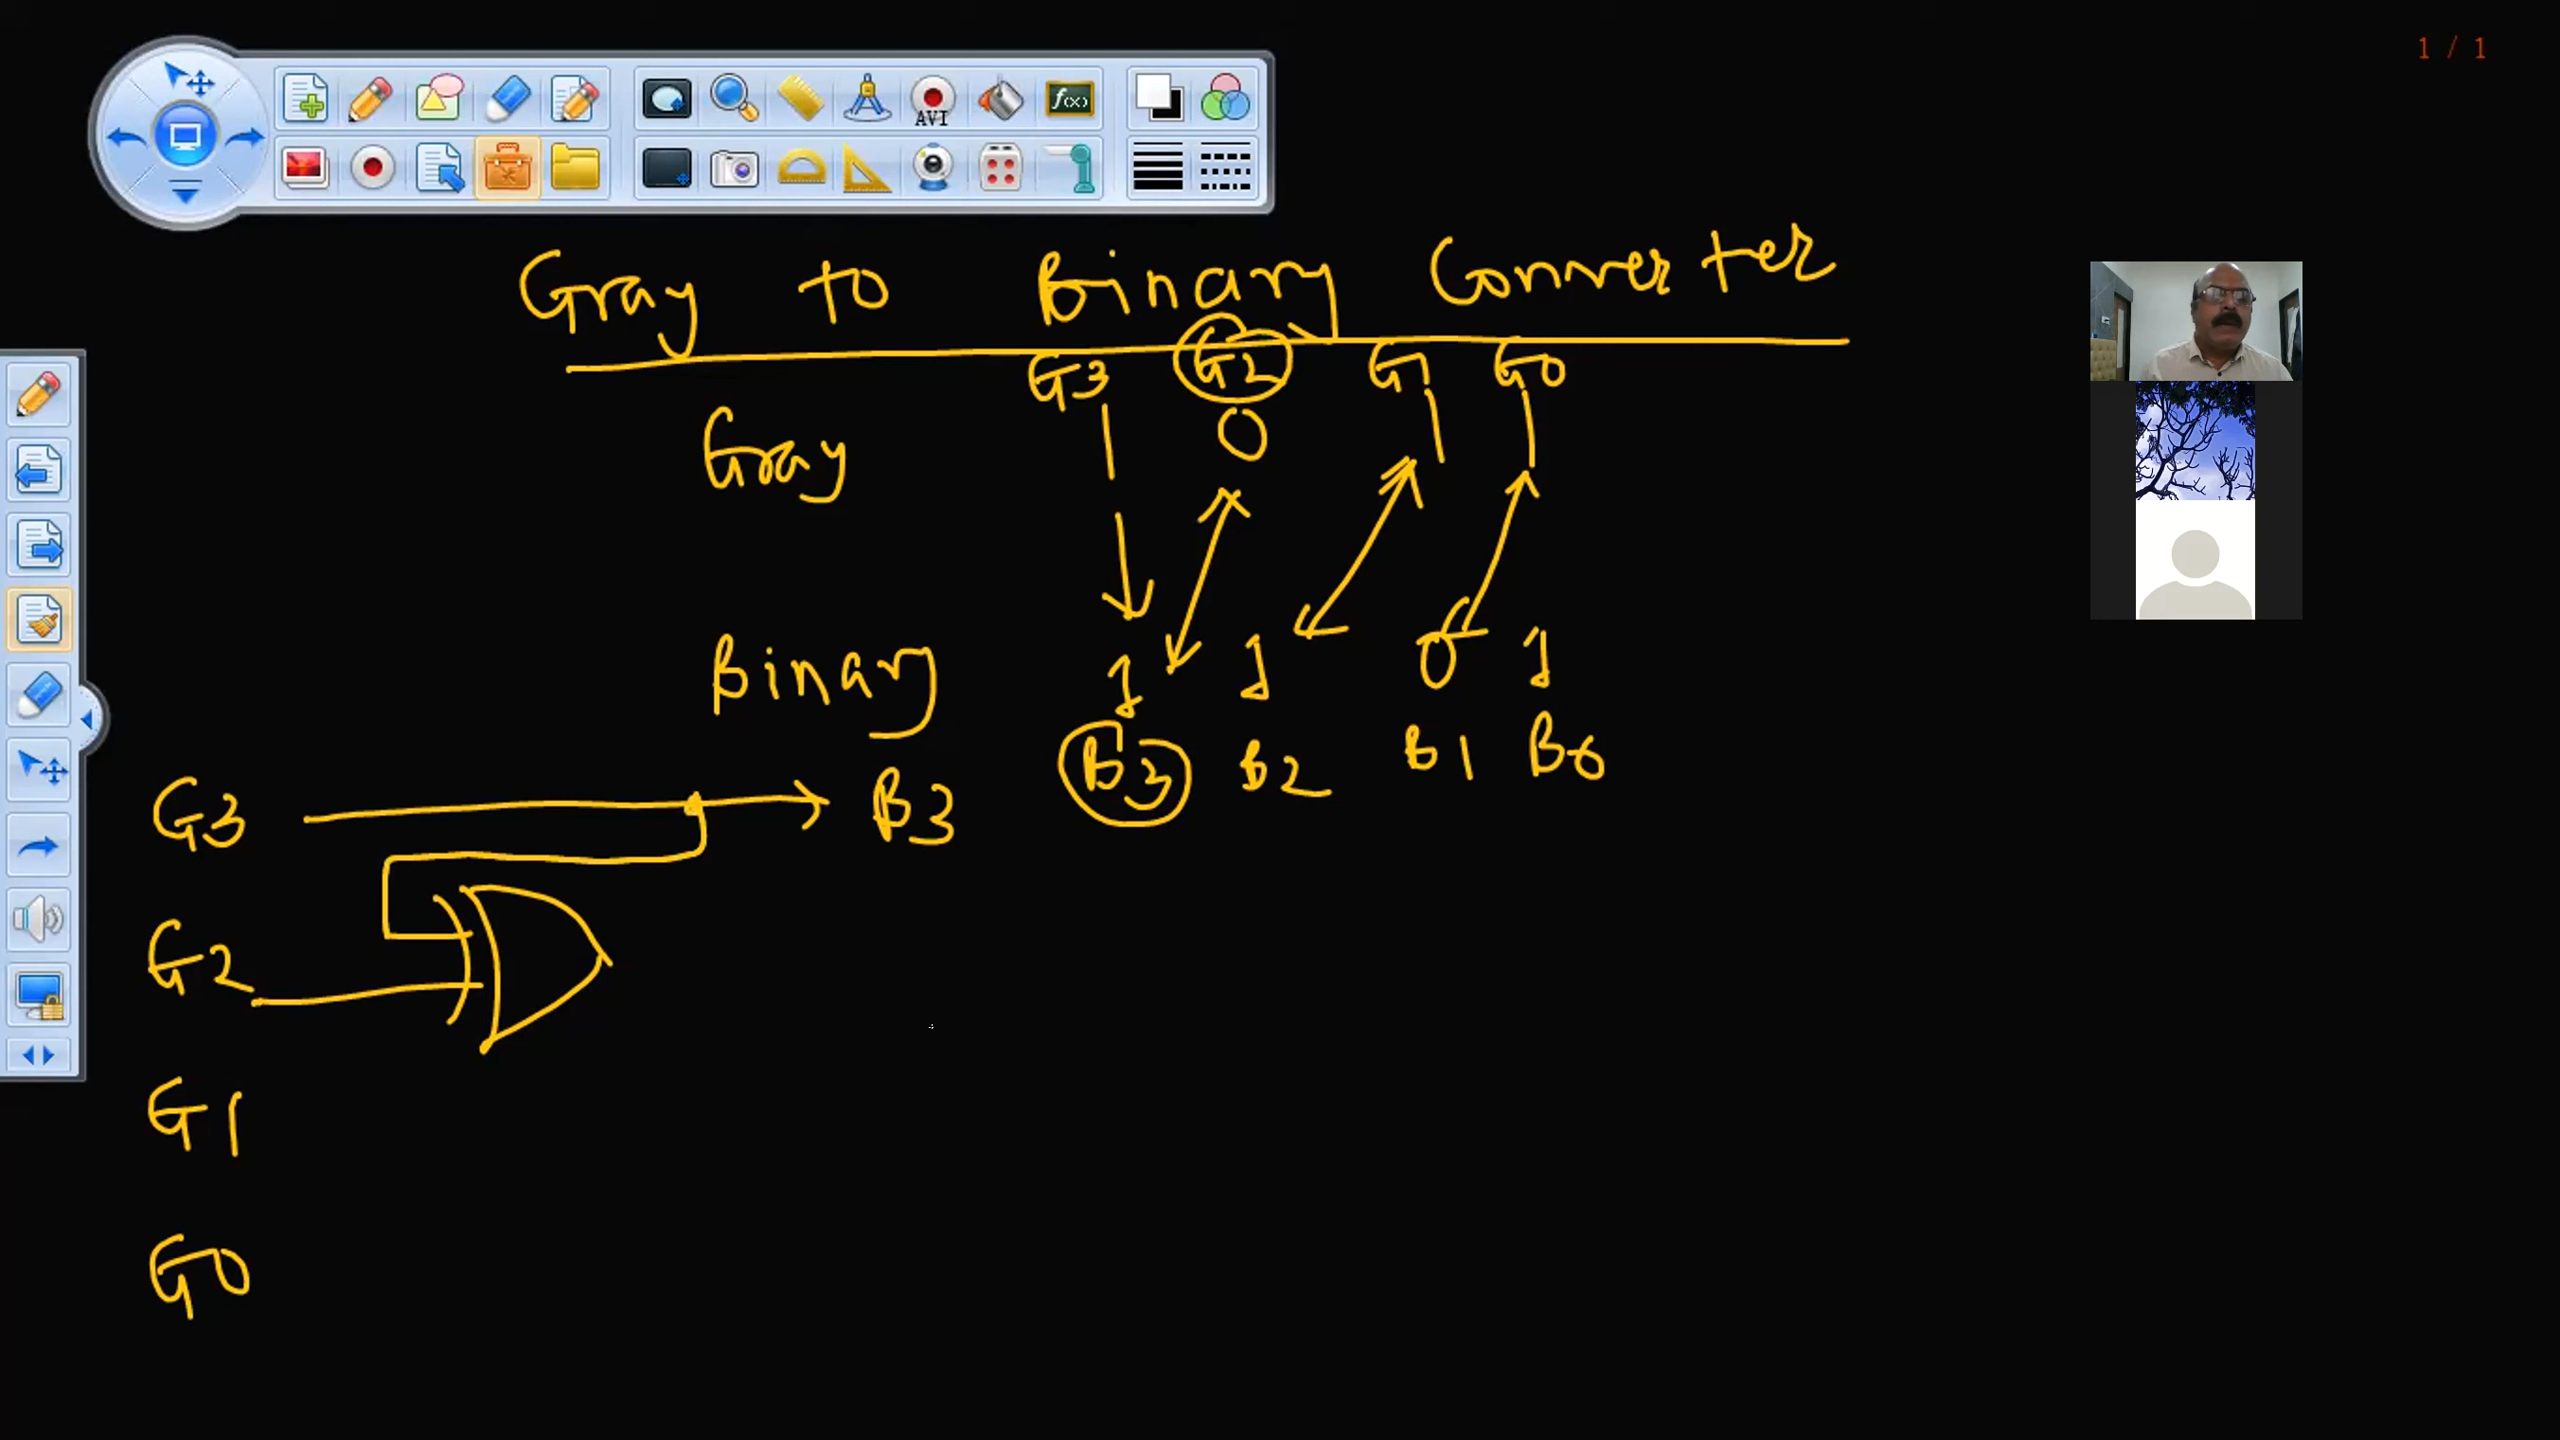 1 / 1
AVI
f(x)
Gray to Binary Converter
G3 G2 G1 G0
Gray 1 0 1 1
Binary 1 1 0 1
B3 B2 B1 B0
G3 B3
G2
G1
G0